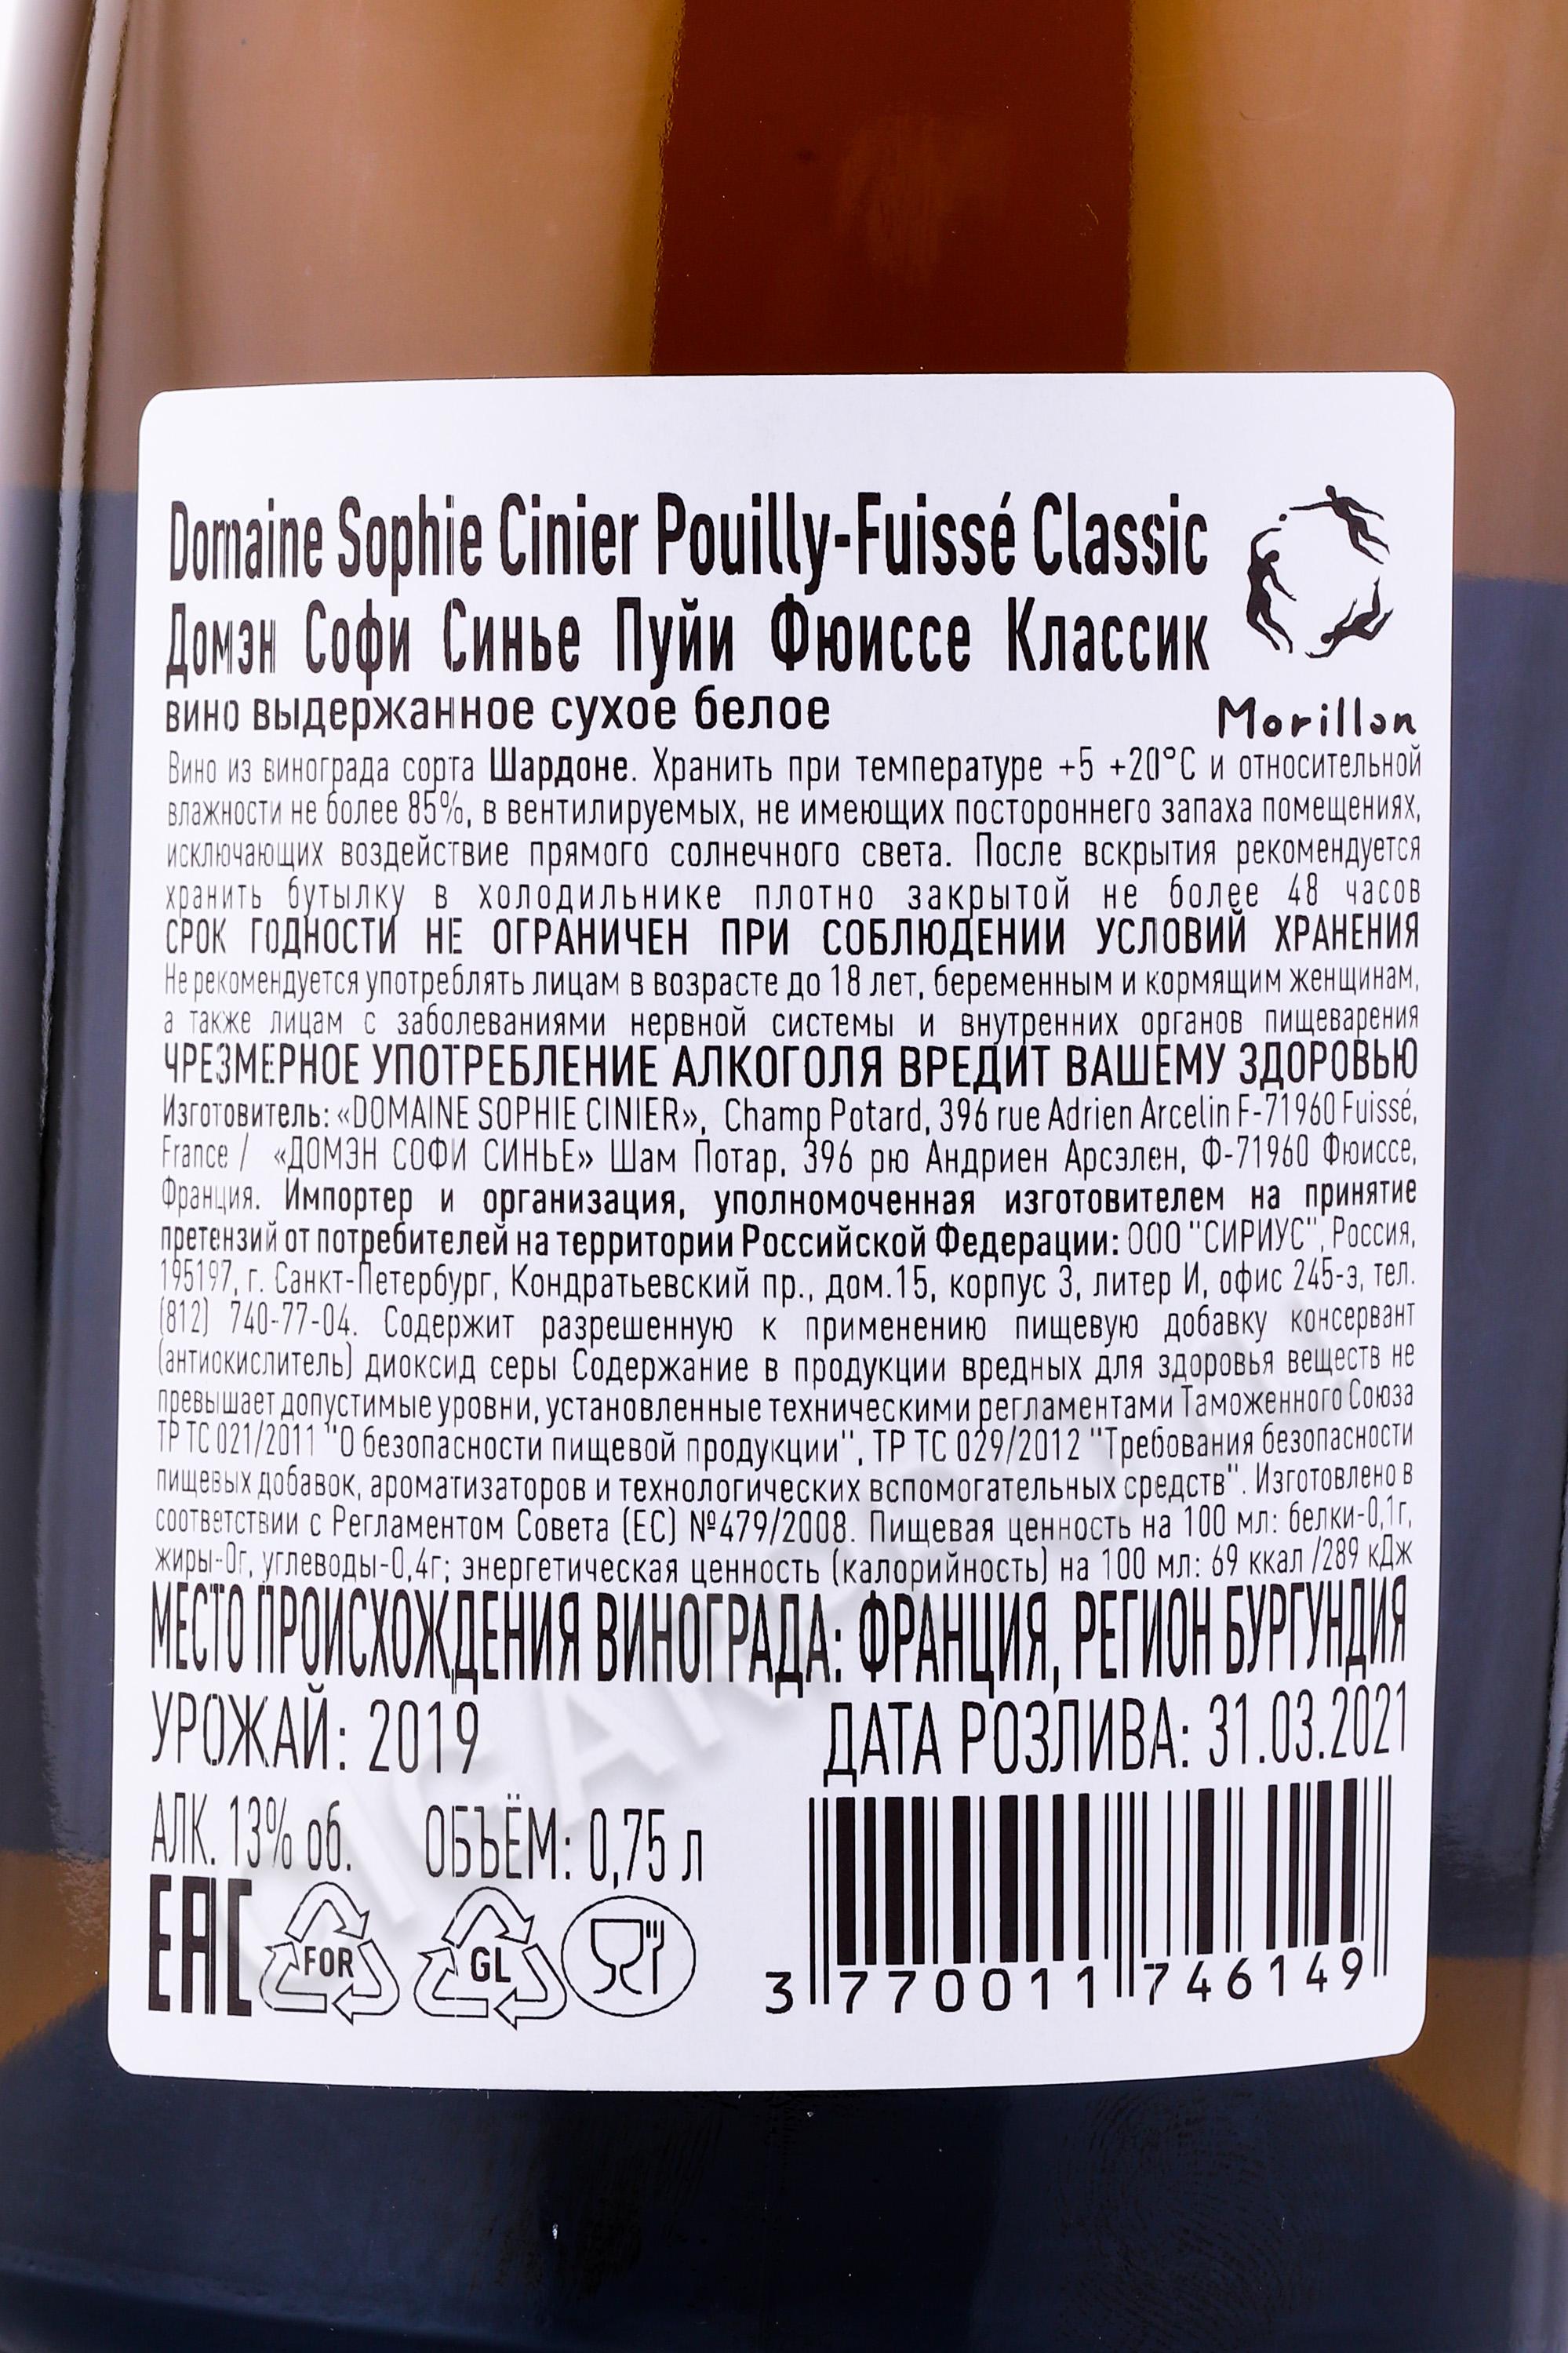 Domaine Sophie Cinier Pouilly-Fuissé Classic
Домэн Софи Синье Пуйи Фюиссе Классик
вино выдержанное сухое белое
Morillon
Вино из винограда сорта Шардоне. Хранить при температуре +5 +20°C и относительной
влажности не более 85%, в вентилируемых, не имеющих постороннего запаха помещениях,
исключающих воздействие прямого солнечного света. После вскрытия рекомендуется
хранить бутылку в холодильнике плотно закрытой не более 48 часов
СРОК ГОДНОСТИ НЕ ОГРАНИЧЕН ПРИ СОБЛЮДЕНИИ УСЛОВИЙ ХРАНЕНИЯ
Не рекомендуется употреблять лицам в возрасте до 18 лет, беременным и кормящим женщинам,
а также лицам с заболеваниями нервной системы и внутренних органов пищеварения
ЧРЕЗМЕРНОЕ УПОТРЕБЛЕНИЕ АЛКОГОЛЯ ВРЕДИТ ВАШЕМУ ЗДОРОВЬЮ
Изготовитель: «DOMAINE SOPHIE CINIER», Champ Potard, 396 rue Adrien Arcelin F-71960 Fuissé,
France / «ДОМЭН СОФИ СИНЬЕ» Шам Потар, 396 рю Андриен Арсэлен, Ф-71960 Фюиссе,
Франция. Импортер и организация, уполномоченная изготовителем на принятие
претензий от потребителей на территории Российской Федерации: ООО "СИРИУС", Россия,
195197, г. Санкт-Петербург, Кондратьевский пр., дом.15, корпус 3, литер И, офис 245-э, тел.
(812) 740-77-04. Содержит разрешенную к применению пищевую добавку консервант
(антиокислитель) диоксид серы Содержание в продукции вредных для здоровья веществ не
превышает допустимые уровни, установленные техническими регламентами Таможенного Союза
ТР ТС 021/2011 "О безопасности пищевой продукции", ТР ТС 029/2012 "Требования безопасности
пищевых добавок, ароматизаторов и технологических вспомогательных средств". Изготовлено в
соответствии с Регламентом Совета (ЕС) №479/2008. Пищевая ценность на 100 мл: белки-0,1г,
жиры-0г, углеводы-0,4г; энергетическая ценность (калорийность) на 100 мл: 69 ккал /289 кДж
МЕСТО ПРОИСХОЖДЕНИЯ ВИНОГРАДА: ФРАНЦИЯ, РЕГИОН БУРГУНДИЯ
УРОЖАЙ: 2019 ДАТА РОЗЛИВА: 31.03.2021
АЛК. 13% об. ОБЪЁМ: 0,75 л
EAC FOR GL
3 770011 746149